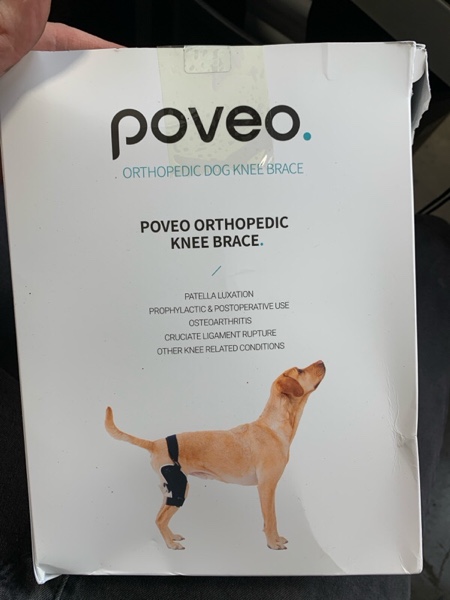 poveo.
ORTHOPEDIC DOG KNEE BRACE
POVEO ORTHOPEDIC
KNEE BRACE.
/
PATELLA LUXATION
PROPHYLACTIC & POSTOPERATIVE USE
OSTEOARTHRITIS
CRUCIATE LIGAMENT RUPTURE
OTHER KNEE RELATED CONDITIONS